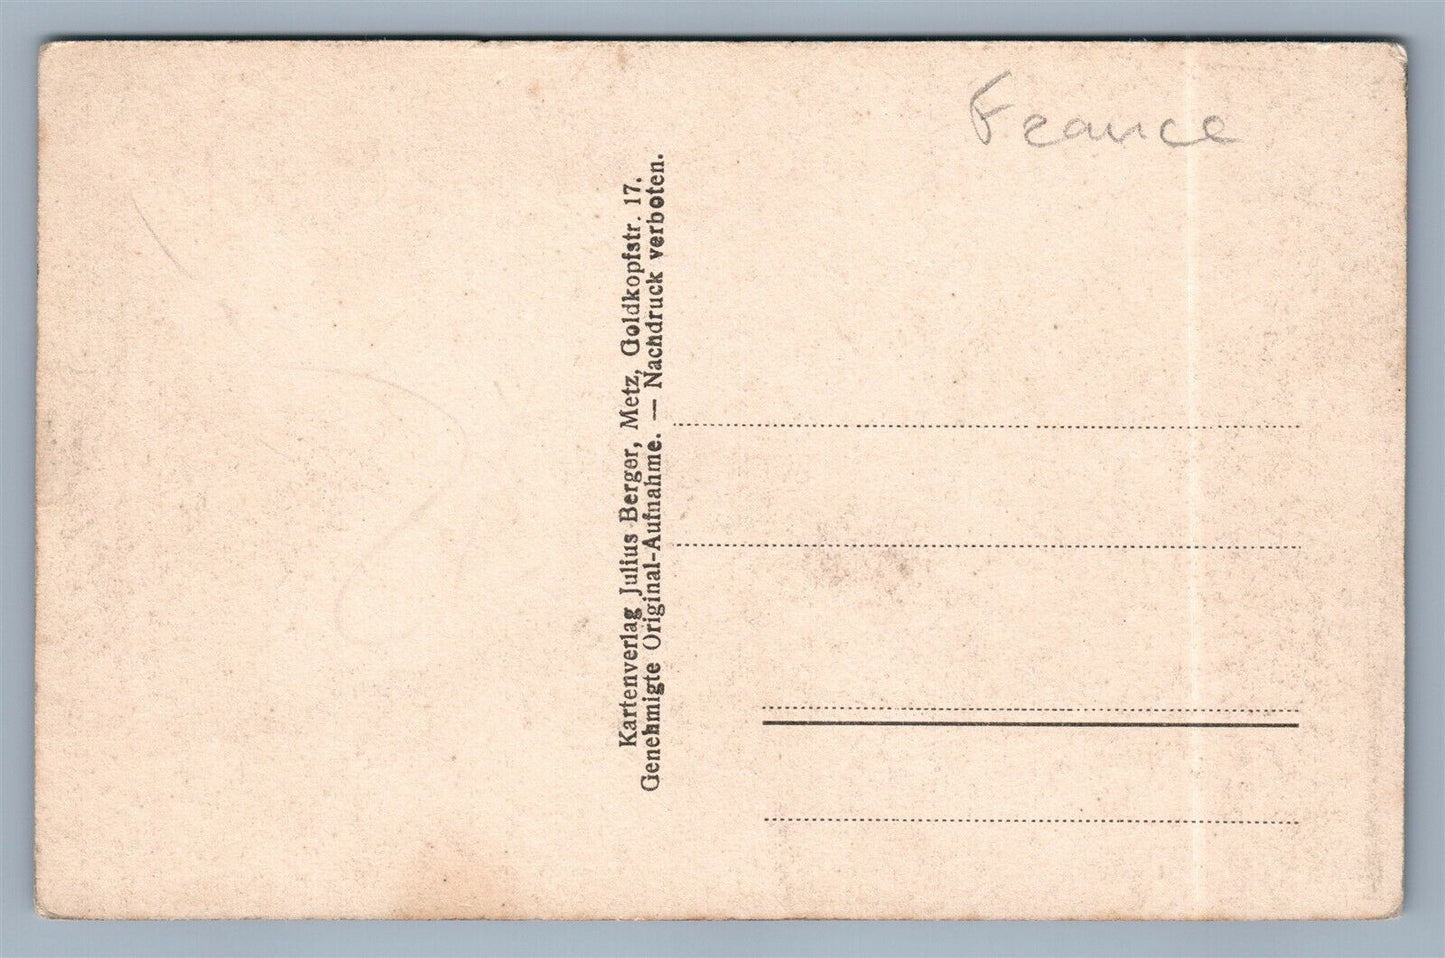 France
Kartenverlag Julius Berger, Metz, Goldkopfstr. 17.
Genehmigte Original-Aufnahme. — Nachdruck verboten.